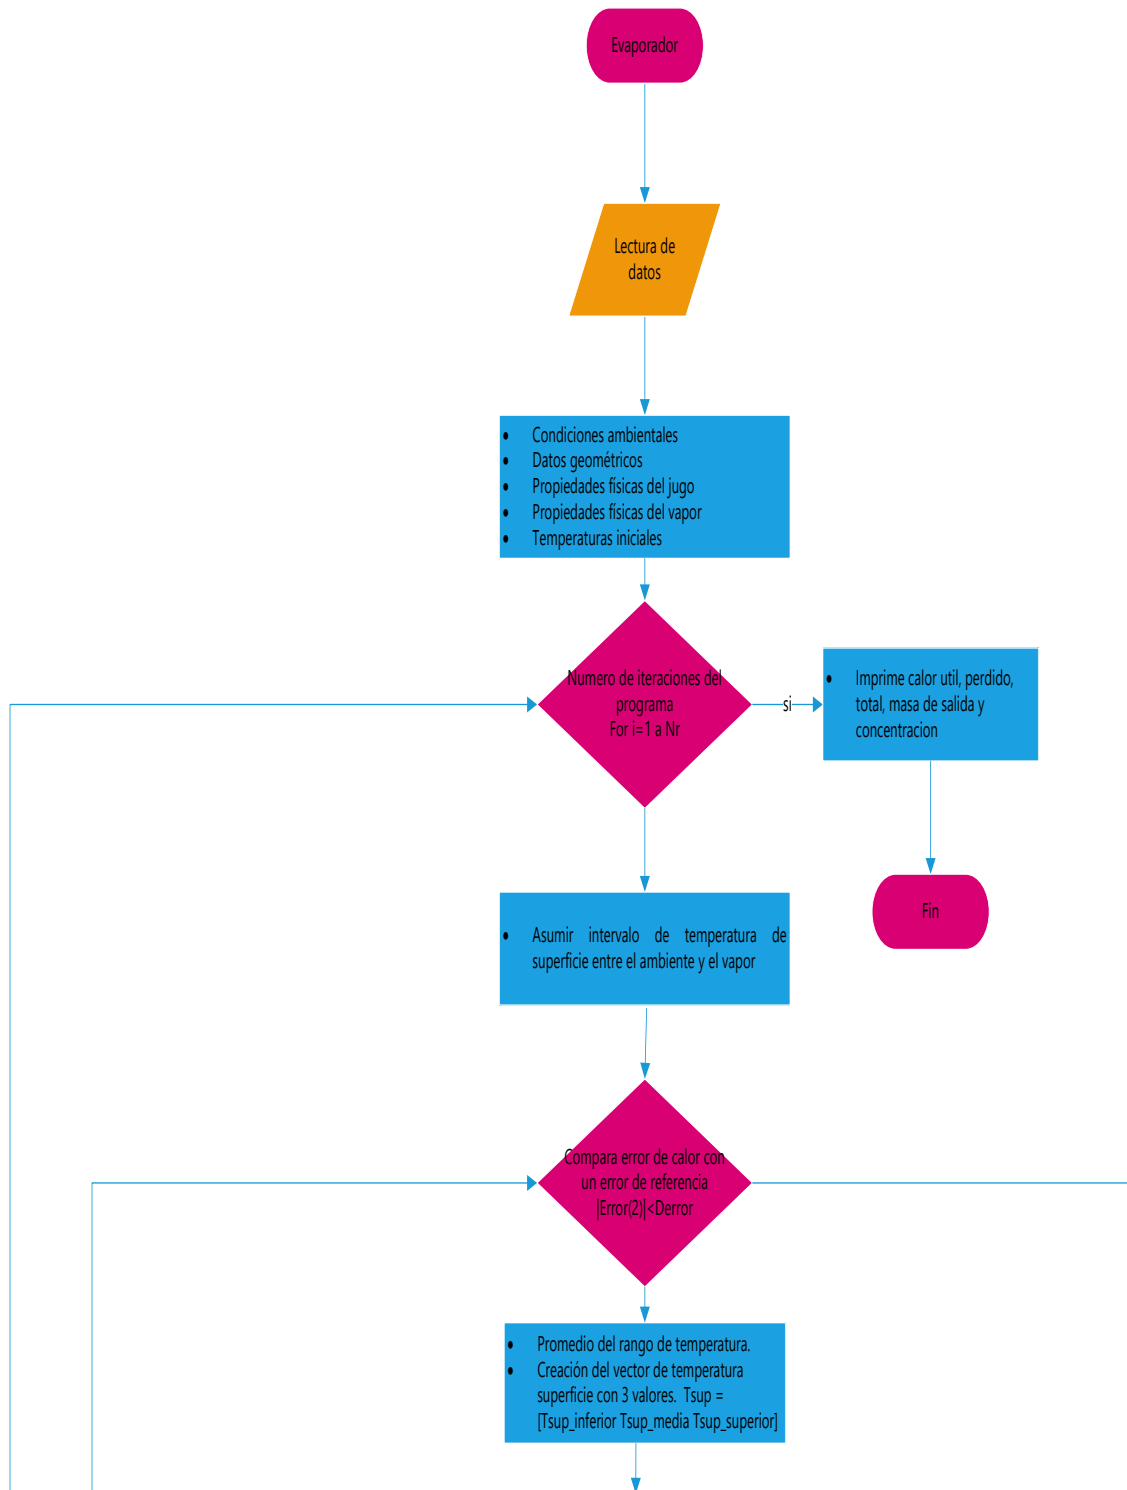 Evaporador
Lectura de
datos
• Condiciones ambientales
• Datos geométricos
• Propiedades físicas del jugo
• Propiedades físicas del vapor
• Temperaturas iniciales
Numero de iteraciones del
programa
For i=1 a Nr
si
• Imprime calor util, perdido,
total, masa de salida y
concentracion
Fin
• Asumir intervalo de temperatura de
superficie entre el ambiente y el vapor
Compara error de calor con
un error de referencia
|Error(2)|<Derror
• Promedio del rango de temperatura.
• Creación del vector de temperatura
superficie con 3 valores. Tsup =
[Tsup_inferior Tsup_media Tsup_superior]